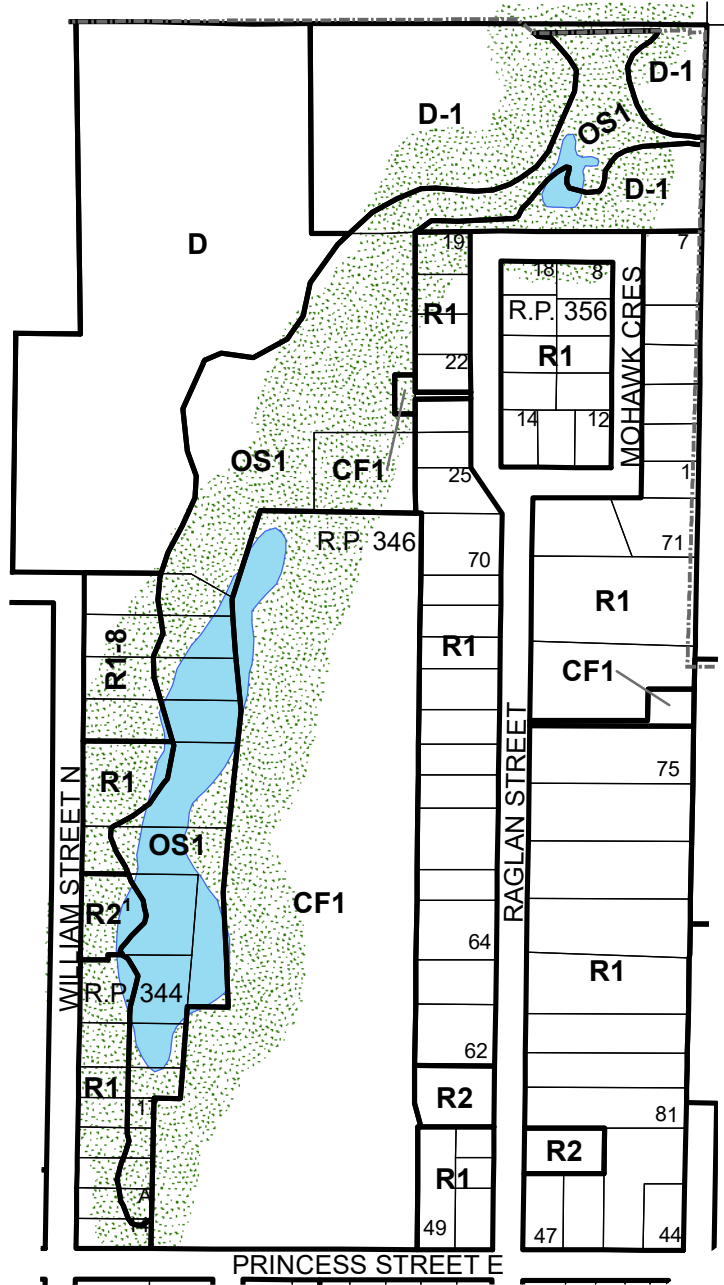 D-1
D-1
OS1
D-1
D
19
18
8
7
R.P. 356
R1
R1
MOHAWK CRES
22
14
12
OS1
CF1
25
1
R.P. 346
70
71
R1
R1-8
R1
CF1
RAGLAN STREET
75
R1
WILLIAM STREET N
OS1
CF1
R2¹
64
R1
R.P. 344
62
R1
R2
11
81
R2
R1
A
49
47
44
PRINCESS STREET E